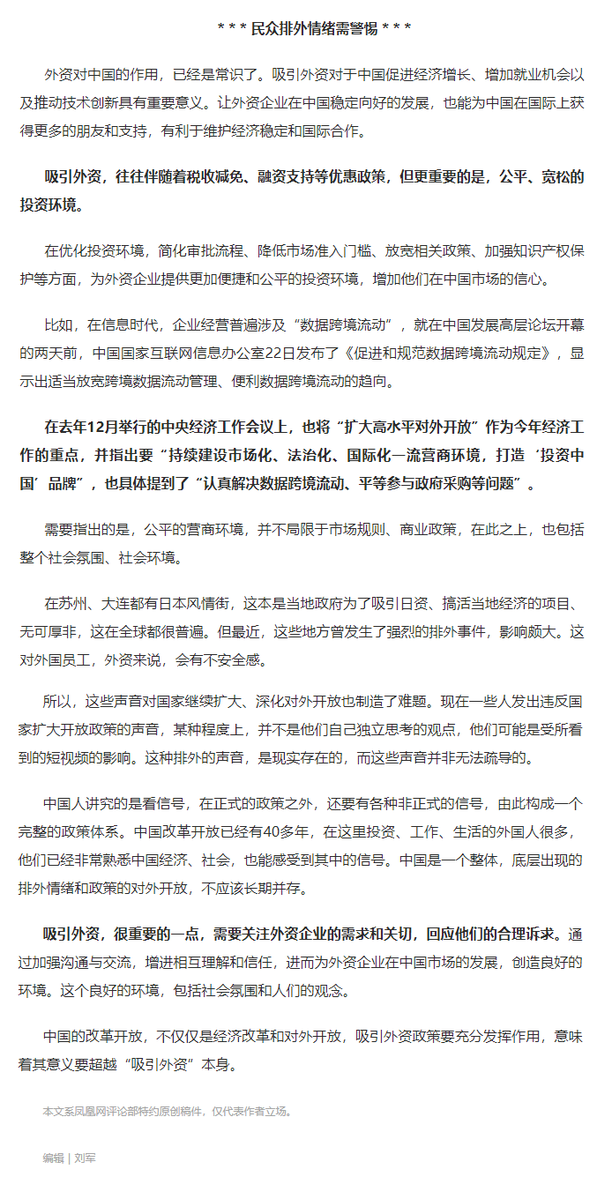 * * * 民众排外情绪需警惕 * * *
外资对中国的作用，已经是常识了。吸引外资对于中国促进经济增长、增加就业机会以
及推动技术创新具有重要意义。让外资企业在中国稳定向好的发展，也能为中国在国际上获
得更多的朋友和支持，有利于维护经济稳定和国际合作。
吸引外资，往往伴随着税收减免、融资支持等优惠政策，但更重要的是，公平、宽松的
投资环境。
在优化投资环境，简化审批流程、降低市场准入门槛、放宽相关政策、加强知识产权保
护等方面，为外资企业提供更加便捷和公平的投资环境，增加他们在中国市场的信心。
比如，在信息时代，企业经营普遍涉及“数据跨境流动”，就在中国发展高层论坛开幕
的两天前，中国国家互联网信息办公室22日发布了《促进和规范数据跨境流动规定》，显
示出适当放宽跨境数据流动管理、便利数据跨境流动的趋向。
在去年12月举行的中央经济工作会议上，也将“扩大高水平对外开放”作为今年经济工
作的重点，并指出要“持续建设市场化、法治化、国际化一流营商环境，打造‘投资中
国’品牌”，也具体提到了“认真解决数据跨境流动、平等参与政府采购等问题”。
需要指出的是，公平的营商环境，并不局限于市场规则、商业政策，在此之上，也包括
整个社会氛围、社会环境。
在苏州、大连都有日本风情街，这本是当地政府为了吸引日资、搞活当地经济的项目、
无可厚非，这在全球都很普遍。但最近，这些地方曾发生了强烈的排外事件，影响颇大。这
对外国员工，外资来说，会有不安全感。
所以，这些声音对国家继续扩大、深化对外开放也制造了难题。现在一些人发出违反国
家扩大开放政策的声音，某种程度上，并不是他们自己独立思考的观点，他们可能是受所看
到的短视频的影响。这种排外的声音，是现实存在的，而这些声音并非无法疏导的。
中国人讲究的是看信号，在正式的政策之外，还要有各种非正式的信号，由此构成一个
完整的政策体系。中国改革开放已经有40多年，在这里投资、工作、生活的外国人很多，
他们已经非常熟悉中国经济、社会，也能感受到其中的信号。中国是一个整体，底层出现的
排外情绪和政策的对外开放，不应该长期并存。
吸引外资，很重要的一点，需要关注外资企业的需求和关切，回应他们的合理诉求。通
过加强沟通与交流，增进相互理解和信任，进而为外资企业在中国市场的发展，创造良好的
环境。这个良好的环境，包括社会氛围和人们的观念。
中国的改革开放，不仅仅是经济改革和对外开放，吸引外资政策要充分发挥作用，意味
着其意义要超越“吸引外资”本身。
本文系凤凰网评论部特约原创稿件，仅代表作者立场。
编辑｜刘军